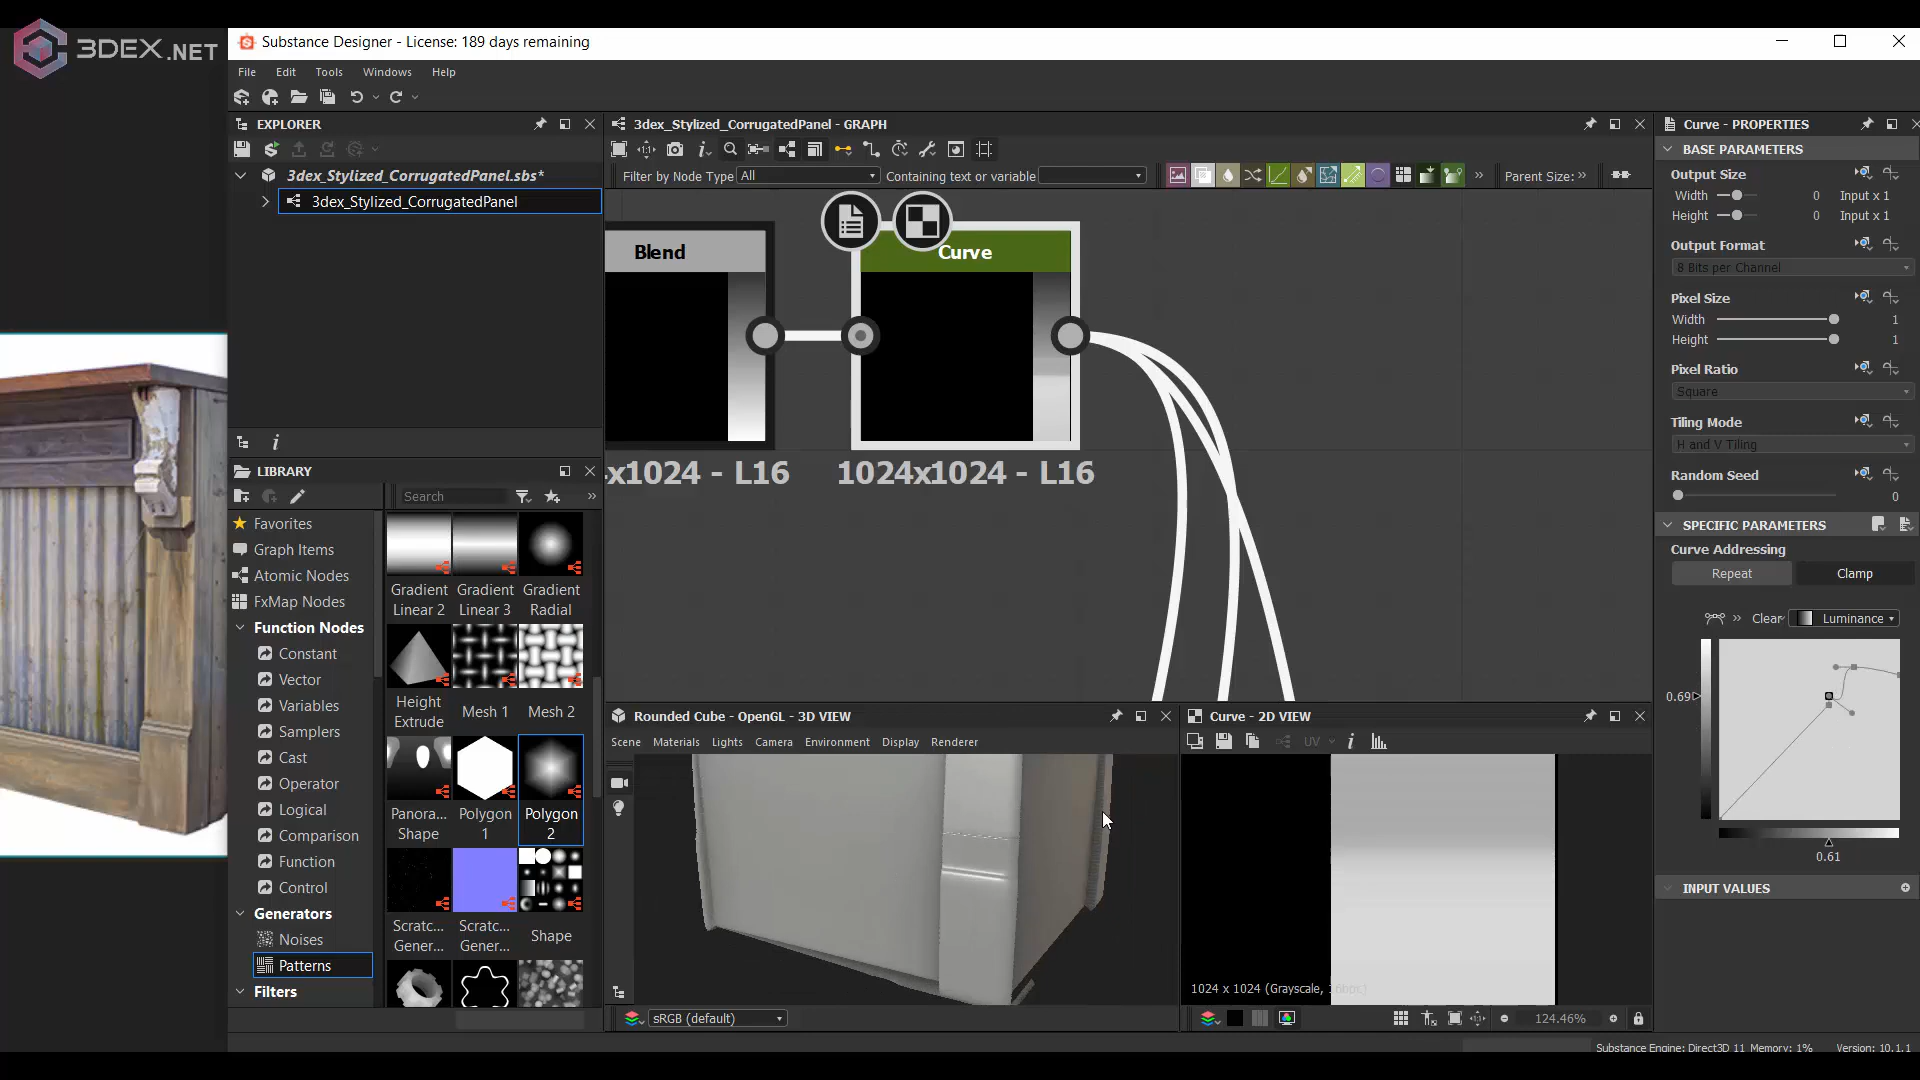 3DEX.NET
Substance Designer - License: 189 days remaining
File Edit Tools Windows Help
EXPLORER
3dex_Stylized_CorrugatedPanel.sbs*
3dex_Stylized_CorrugatedPanel
LIBRARY
Search
Favorites
Graph Items
Atomic Nodes
FxMap Nodes
Function Nodes
Constant
Vector
Variables
Samplers
Cast
Operator
Logical
Comparison
Function
Control
Generators
Noises
Patterns
Filters
Gradient Linear 2
Gradient Linear 3
Gradient Radial
Height Extrude
Mesh 1
Mesh 2
Panora... Shape
Polygon 1
Polygon 2
Scratc... Gener...
Scratc... Gener...
Shape
3dex_Stylized_CorrugatedPanel - GRAPH
Filter by Node Type All Containing text or variable
Parent Size:
Blend
Curve
x1024 - L16
1024x1024 - L16
Rounded Cube - OpenGL - 3D VIEW
Scene Materials Lights Camera Environment Display Renderer
sRGB (default)
Curve - 2D VIEW
UV
1024 x 1024 (Grayscale, 16bpc)
124.46%
Curve - PROPERTIES
BASE PARAMETERS
Output Size
Width 0 Input x 1
Height 0 Input x 1
Output Format
8 Bits per Channel
Pixel Size
Width 1
Height 1
Pixel Ratio
Square
Tiling Mode
H and V Tiling
Random Seed
0
SPECIFIC PARAMETERS
Curve Addressing
Repeat Clamp
Clear Luminance
0.69
0.61
INPUT VALUES
Substance Engine: Direct3D 11 Memory: 1% Version: 10.1.1